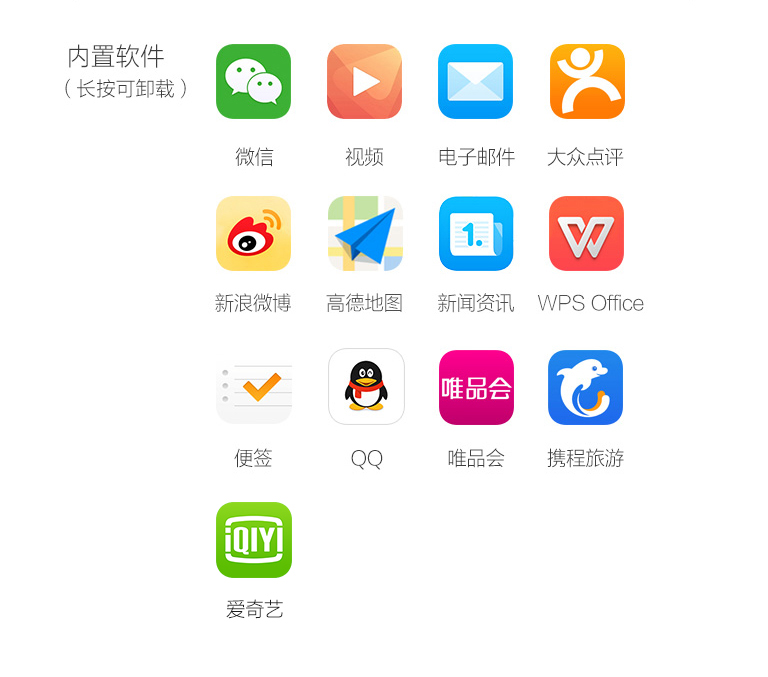 内置软件
（长按可卸载）
微信
视频
电子邮件
大众点评
1.
新浪微博
高德地图
新闻资讯
WPS Office
唯品会
便签
QQ
唯品会
携程旅游
iQIYI
爱奇艺